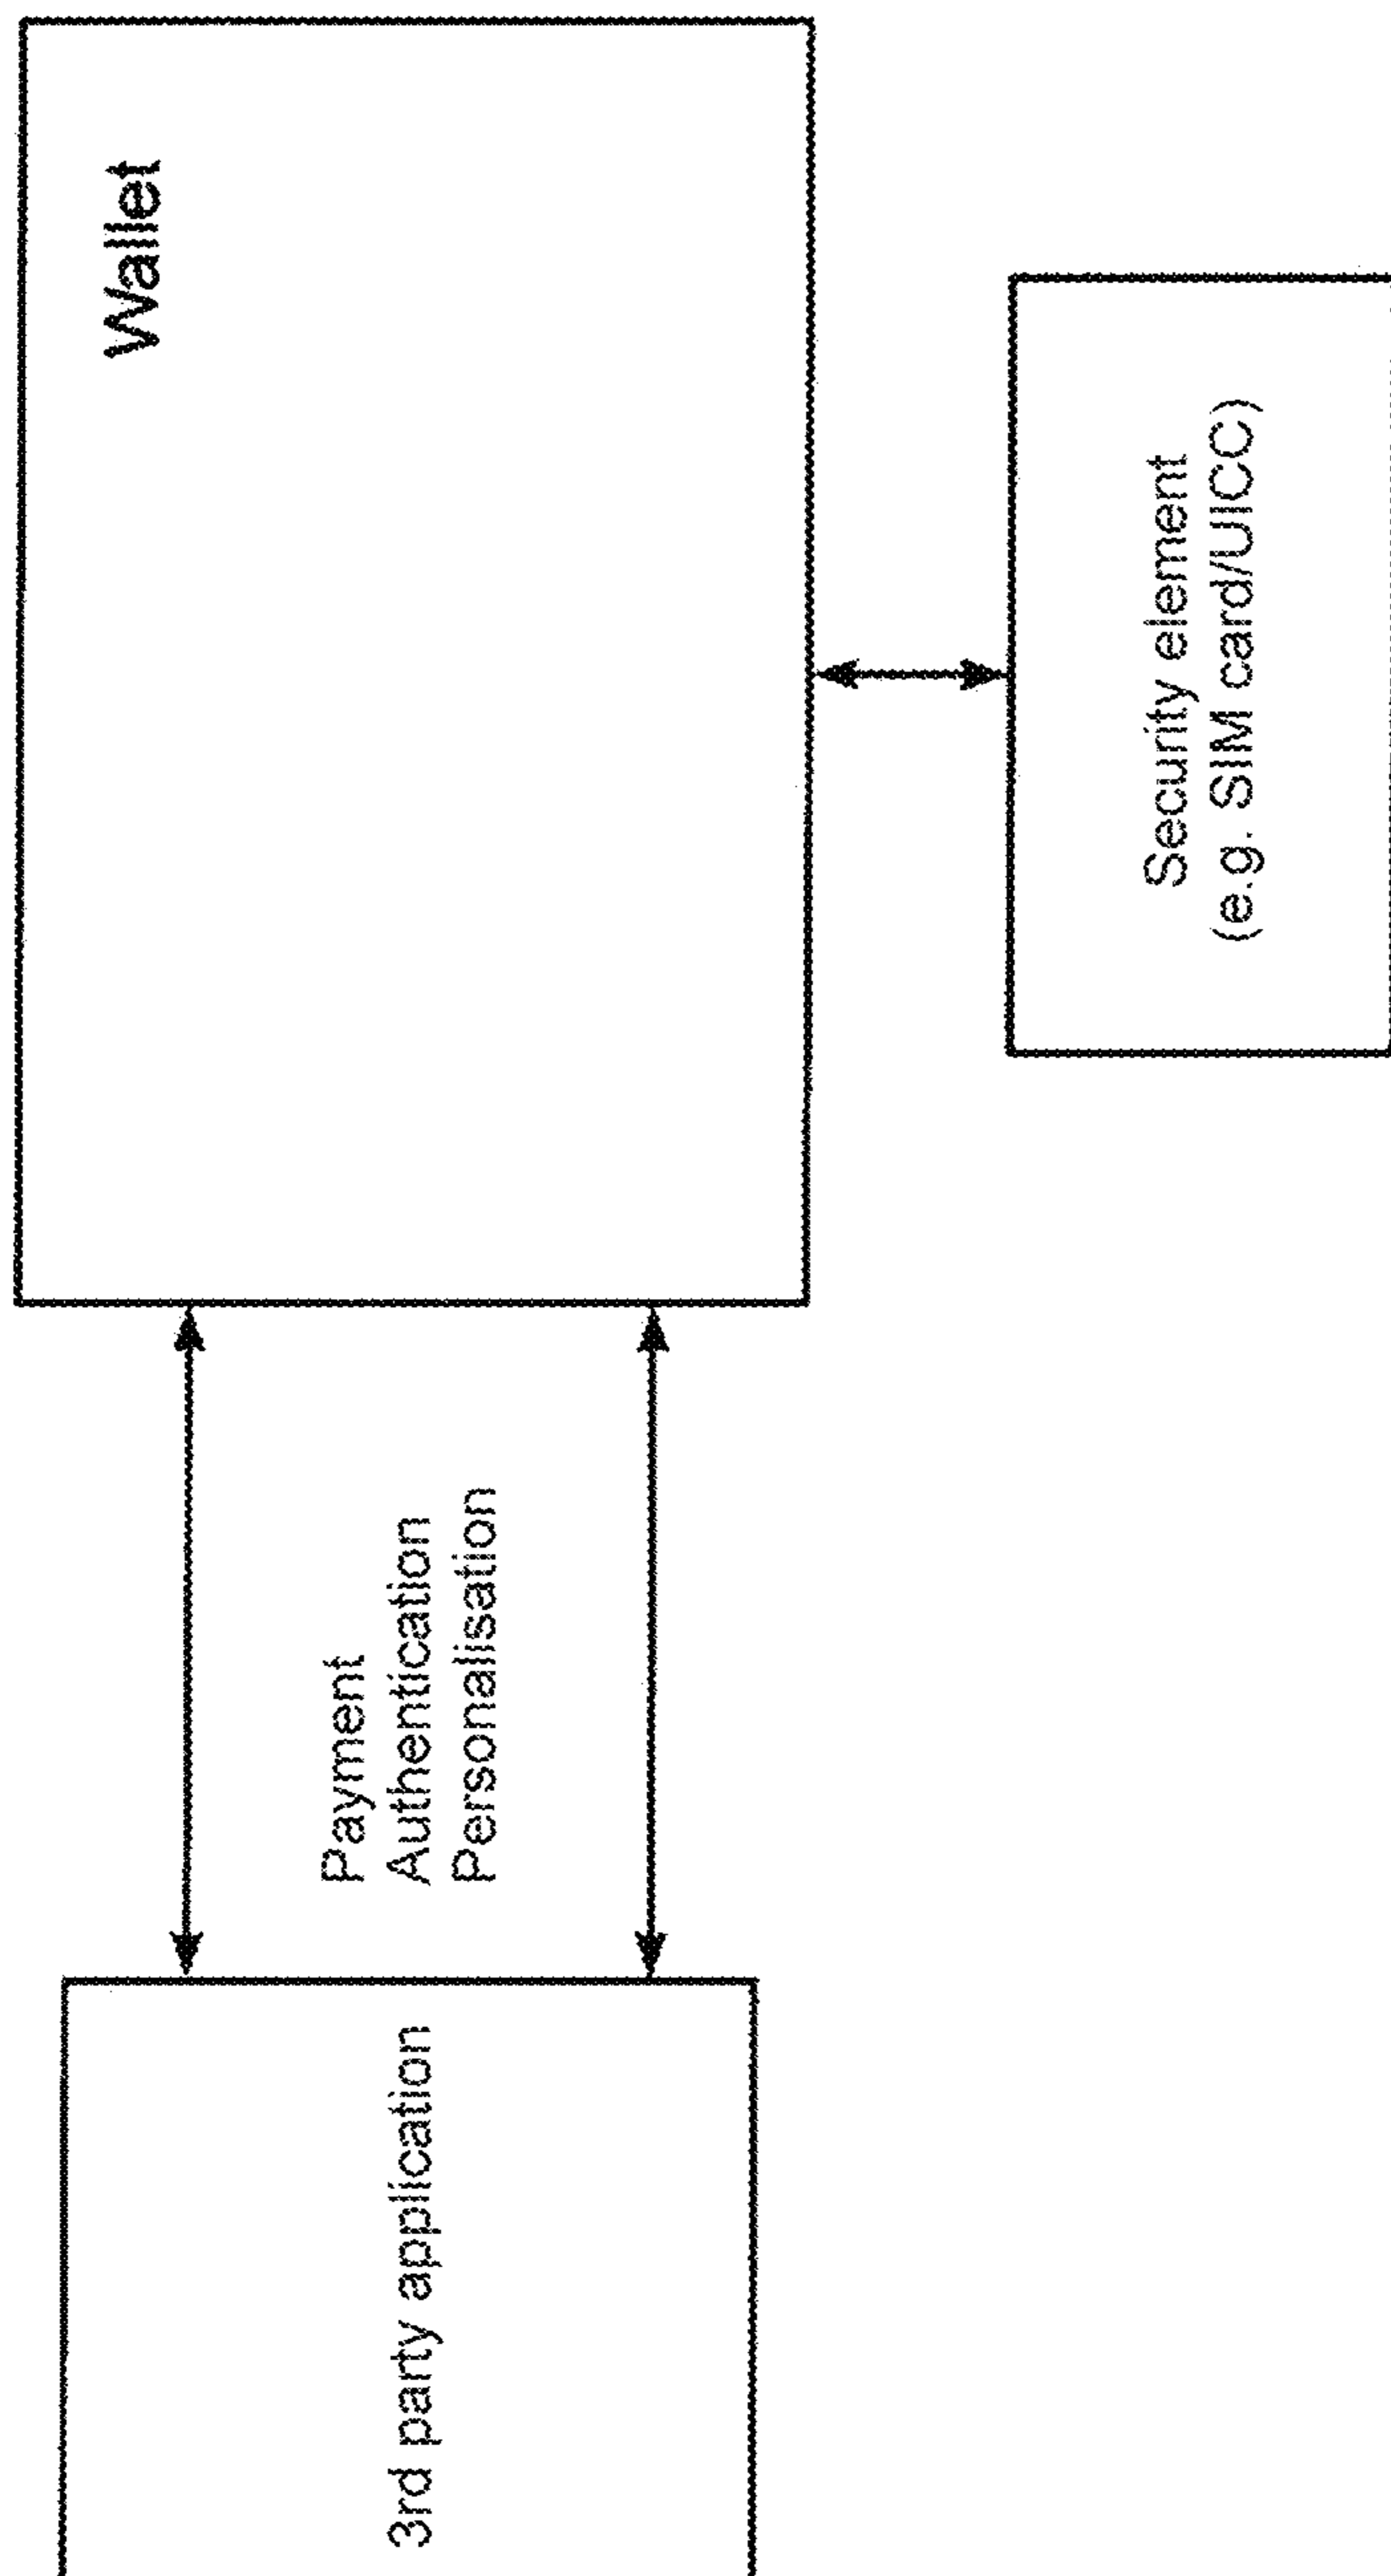 3rd party application
Payment
Authentication
Personalisation
Wallet
Security element
(e.g. SIM card/UICC)